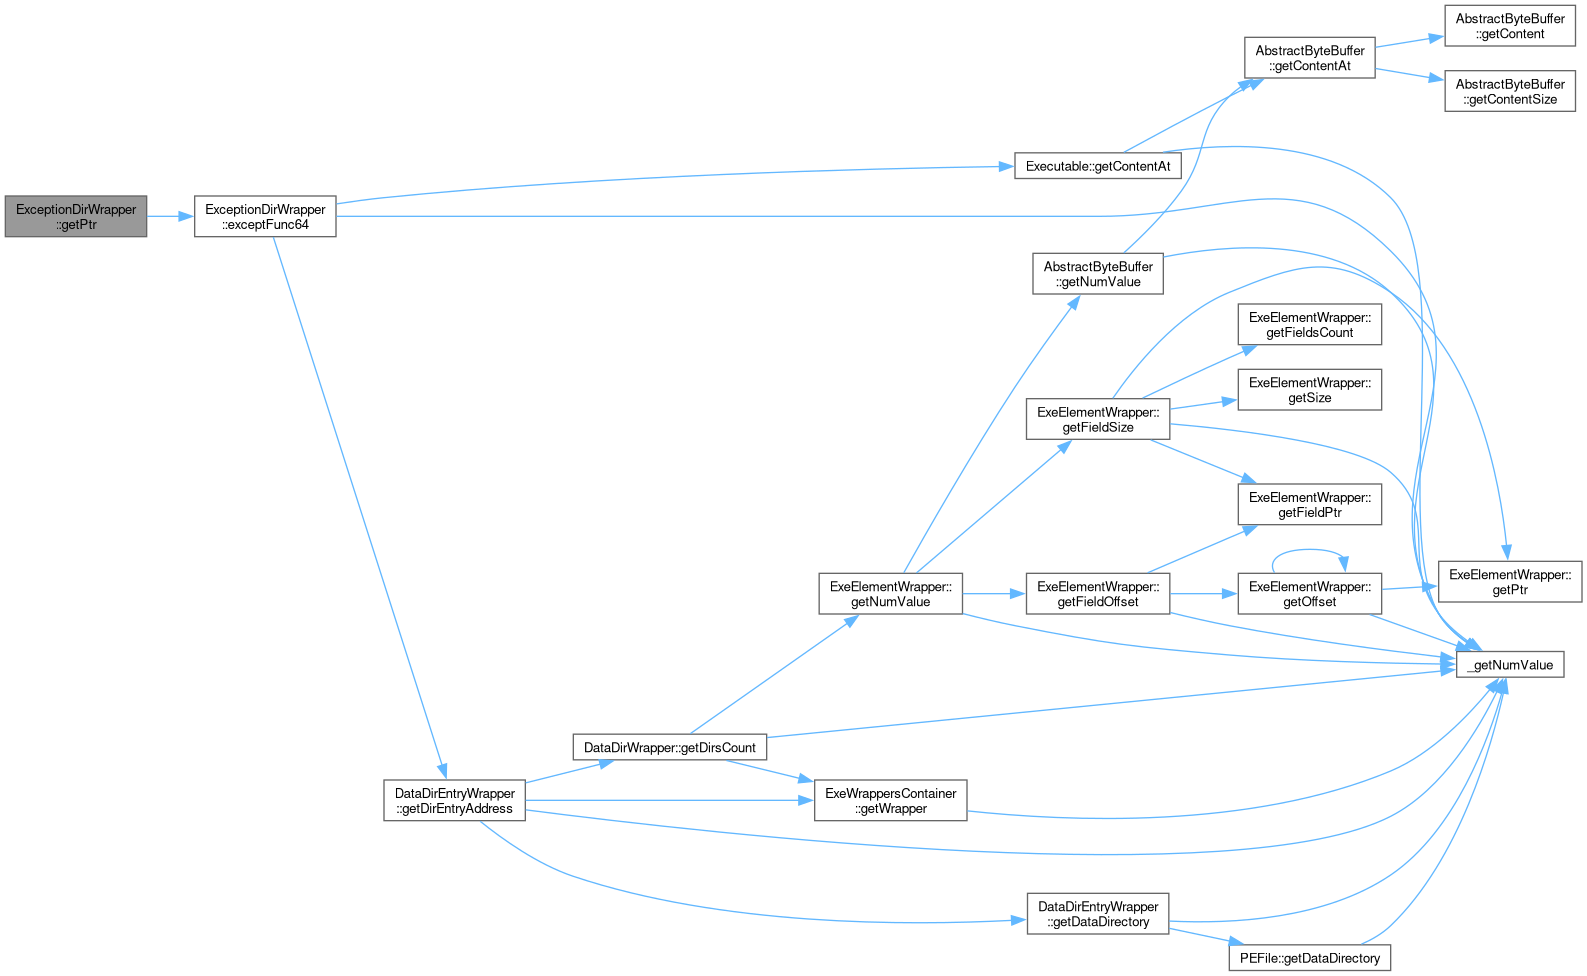 ExceptionDirWrapper
::getPtr
ExceptionDirWrapper
::exceptFunc64
DataDirEntryWrapper
::getDirEntryAddress
DataDirWrapper::getDirsCount
ExeElementWrapper::
getNumValue
ExeWrappersContainer
::getWrapper
Executable::getContentAt
AbstractByteBuffer
::getNumValue
ExeElementWrapper::
getFieldSize
ExeElementWrapper::
getFieldOffset
DataDirEntryWrapper
::getDataDirectory
AbstractByteBuffer
::getContentAt
ExeElementWrapper::
getFieldsCount
ExeElementWrapper::
getSize
ExeElementWrapper::
getFieldPtr
ExeElementWrapper::
getOffset
PEFile::getDataDirectory
AbstractByteBuffer
::getContent
AbstractByteBuffer
::getContentSize
ExeElementWrapper::
getPtr
_getNumValue